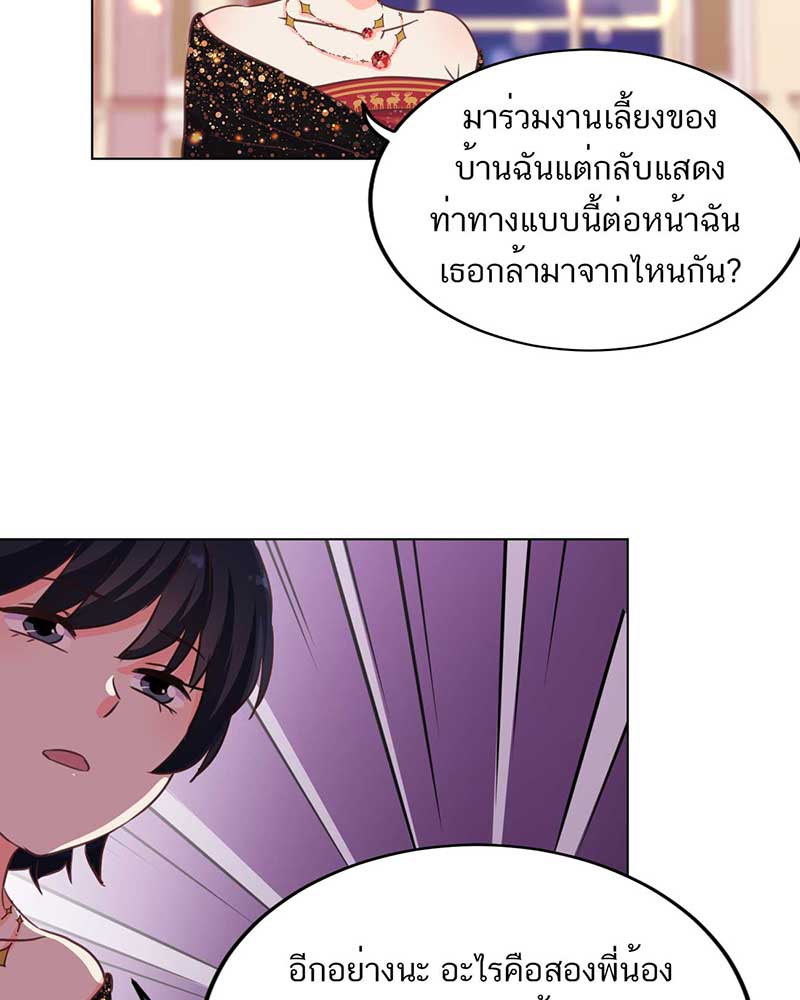 มาร่วมงานเลี้ยงของ
บ้านฉันแต่กลับแสดง
ท่าทางแบบนี้ต่อหน้าฉัน
เธอกล้ามาจากไหนกัน?
อีกอย่างนะ อะไรคือสองพี่น้อง